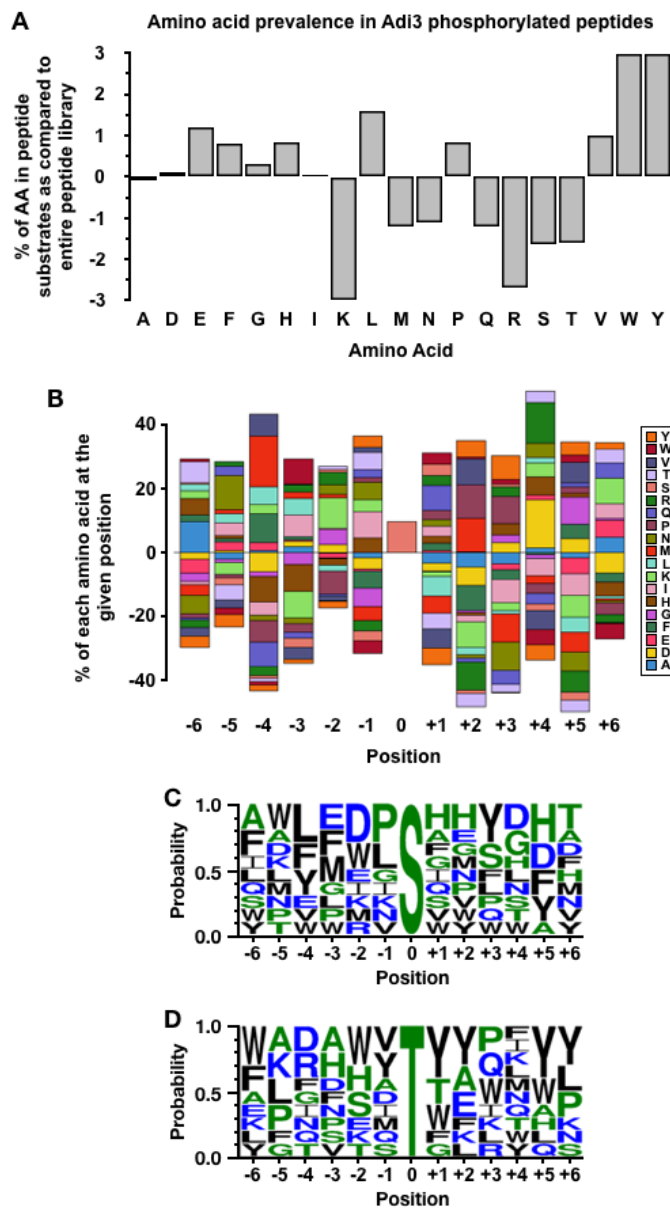 A
Amino acid prevalence in Adi3 phosphorylated peptides
% of AA in peptide
substrates as compared to
entire peptide library
3
2
1
0
-1
-2
-3
A D E F G H I K L M N P Q R S T V W Y
Amino Acid
B
% of each amino acid at the
given position
40
20
0
-20
-40
-6 -5 -4 -3 -2 -1 0 +1 +2 +3 +4 +5 +6
Position
Y
W
V
T
S
R
Q
P
N
M
L
K
I
H
G
F
E
D
A
C
Probability
1.0
0.5
0.0
S
-6 -5 -4 -3 -2 -1 0 +1 +2 +3 +4 +5 +6
Position
D
Probability
1.0
0.5
0.0
T
-6 -5 -4 -3 -2 -1 0 +1 +2 +3 +4 +5 +6
Position